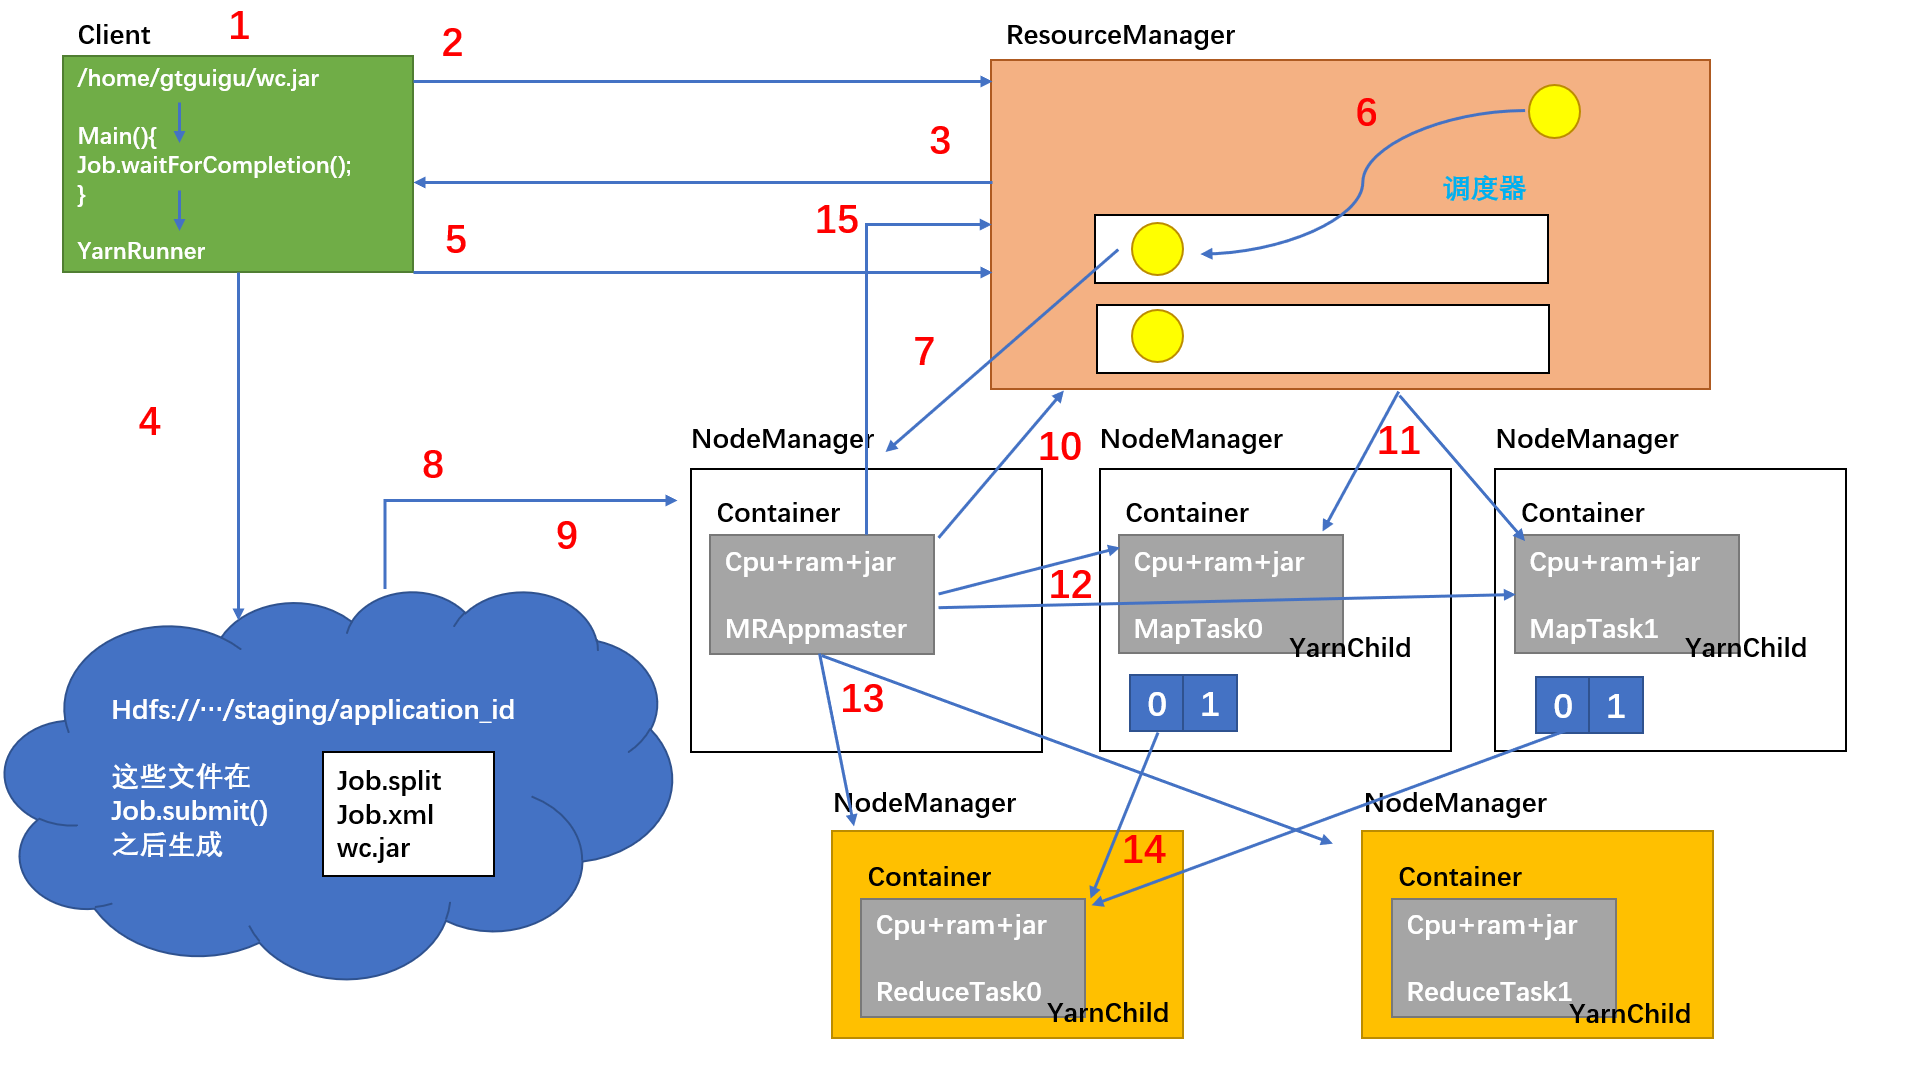 Client
1
/home/gtguigu/wc.jar
Main(){
Job.waitForCompletion();
}
YarnRunner
2
3
15
5
4
ResourceManager
6
调度器
7
8
9
10
11
NodeManager
Container
Cpu+ram+jar
MRAppmaster
12
13
NodeManager
Container
Cpu+ram+jar
MapTask0
YarnChild
0 1
NodeManager
Container
Cpu+ram+jar
MapTask1
YarnChild
0 1
Hdfs://···/staging/application_id
这些文件在
Job.submit()
之后生成
Job.split
Job.xml
wc.jar
NodeManager
14
Container
Cpu+ram+jar
ReduceTask0
YarnChild
NodeManager
Container
Cpu+ram+jar
ReduceTask1
YarnChild